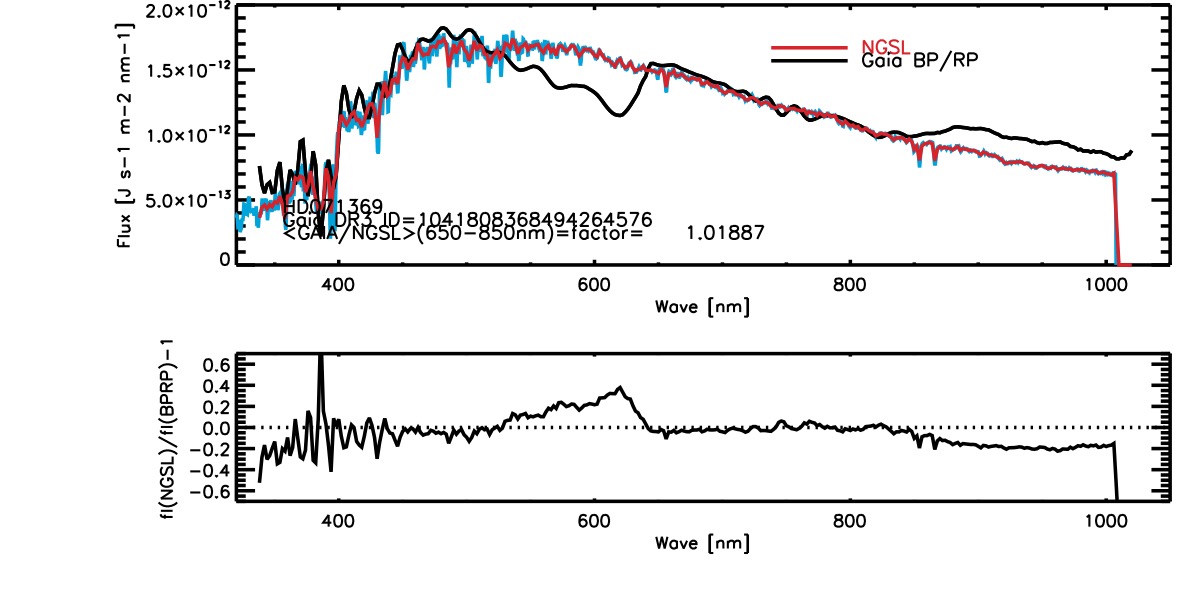 2.0×10−12
1.5×10−12
1.0×10−12
5.0×10−13
0
Flux [J s−1 m−2 nm−1]
NGSL
Gaia BP/RP
HD071369
Gaia DR3 ID=1041808368494264576
<GAIA/NGSL>(650−850nm)=factor= 1.01887
400 600 800 1000
Wave [nm]
fl(NGSL)/fl(BPRP)−1
0.6
0.4
0.2
0.0
−0.2
−0.4
−0.6
400 600 800 1000
Wave [nm]